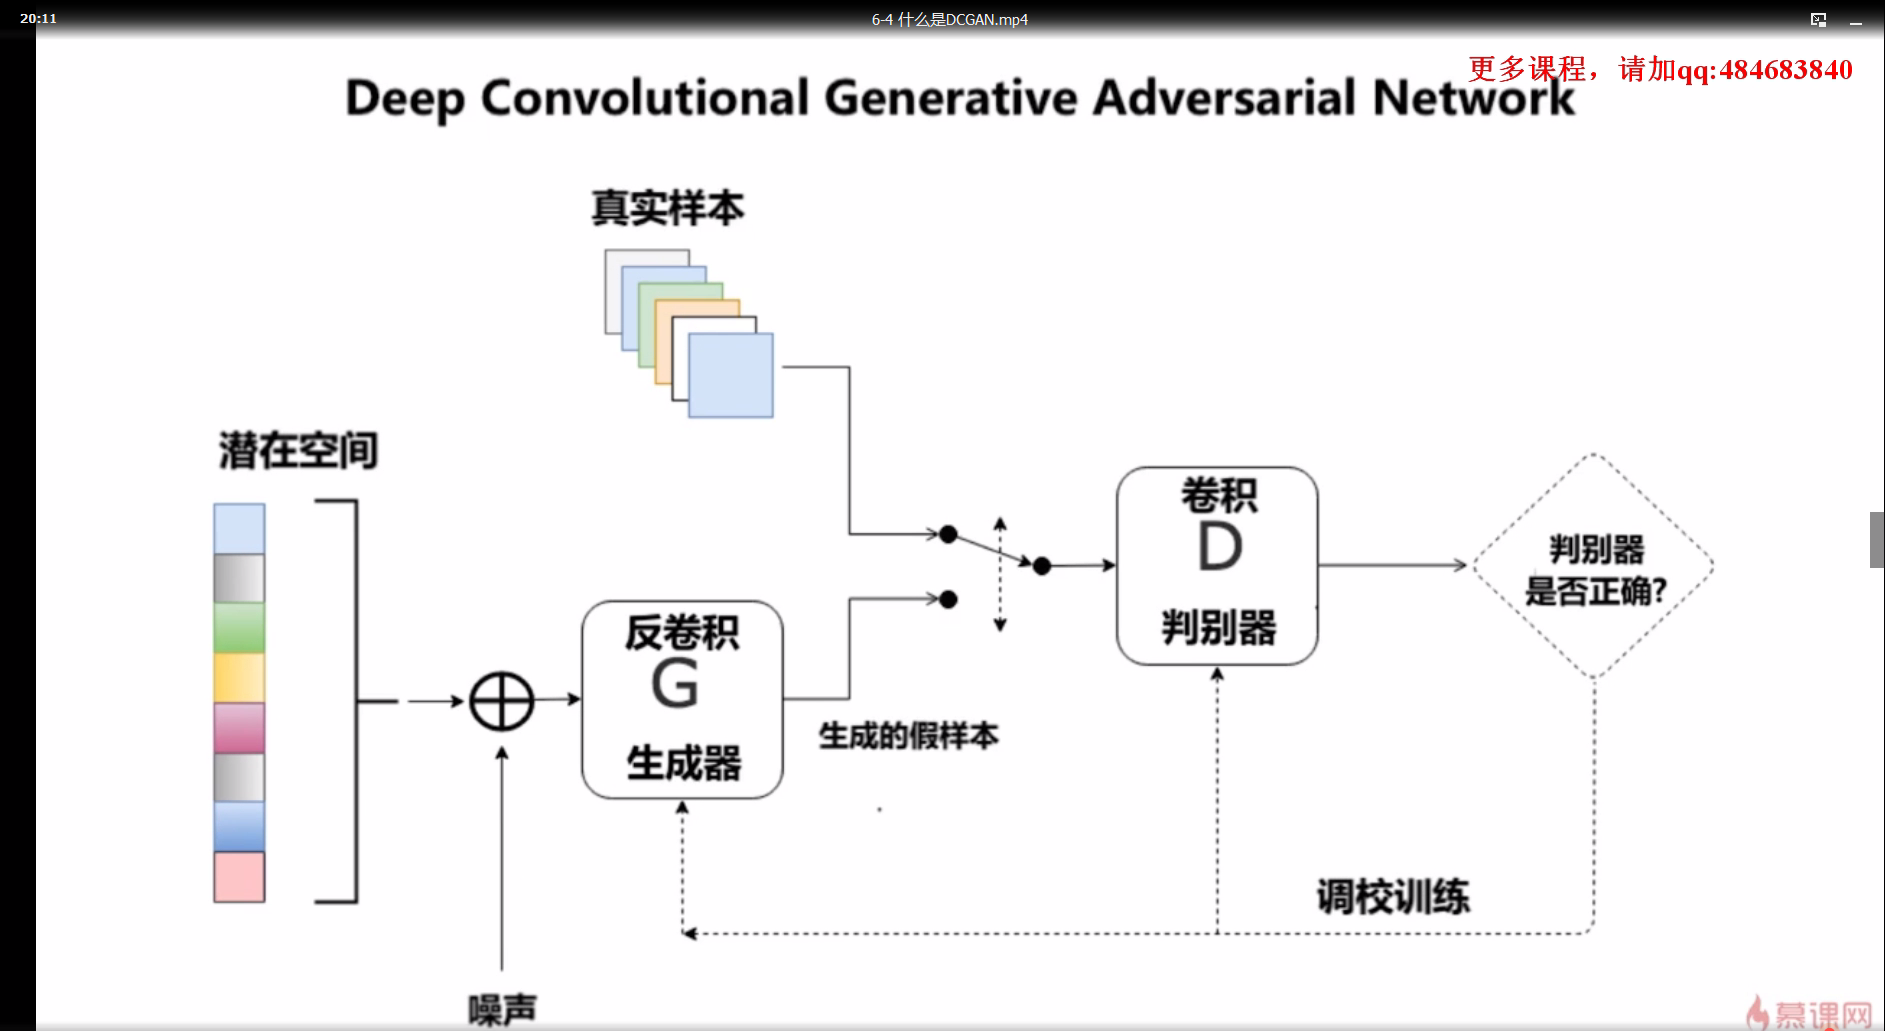 20:11
6-4 什么是DCGAN.mp4
更多课程，请加qq:484683840
Deep Convolutional Generative Adversarial Network
真实样本
潜在空间
卷积
D
判别器
判别器
是否正确?
反卷积
G
生成器
生成的假样本
调校训练
噪声
慕课网